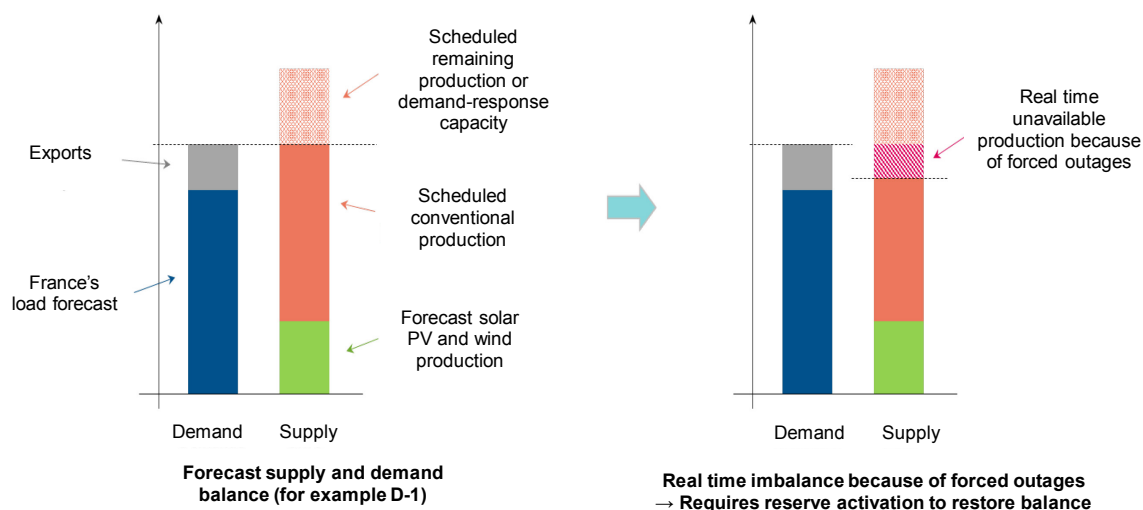 Scheduled
remaining
production or
demand-response
capacity
Exports
Scheduled
conventional
production
France's
load forecast
Forecast solar
PV and wind
production
Demand
Supply
Forecast supply and demand
balance (for example D-1)
Real time
unavailable
production because
of forced outages
Demand
Supply
Real time imbalance because of forced outages
→ Requires reserve activation to restore balance